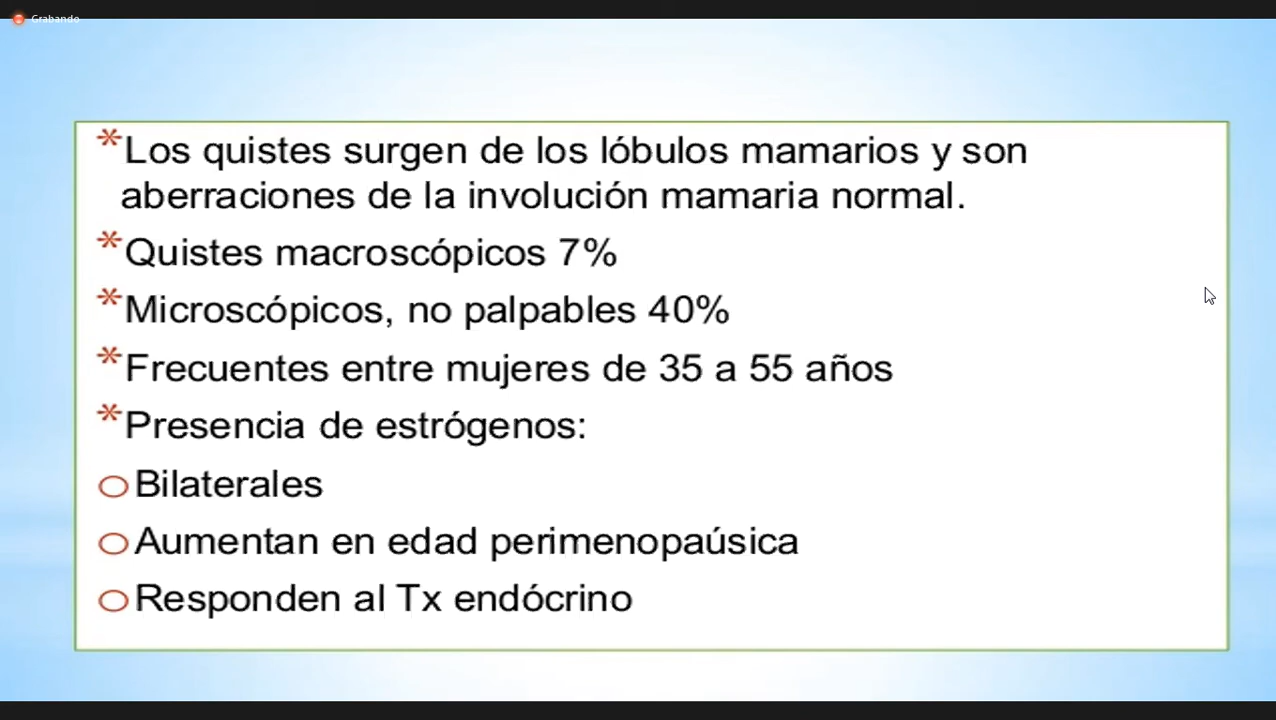 Grabando
*Los quistes surgen de los lóbulos mamarios y son
aberraciones de la involución mamaria normal.
*Quistes macroscópicos 7%
*Microscópicos, no palpables 40%
*Frecuentes entre mujeres de 35 a 55 años
*Presencia de estrógenos:
○Bilaterales
○Aumentan en edad perimenopaúsica
○Responden al Tx endócrino